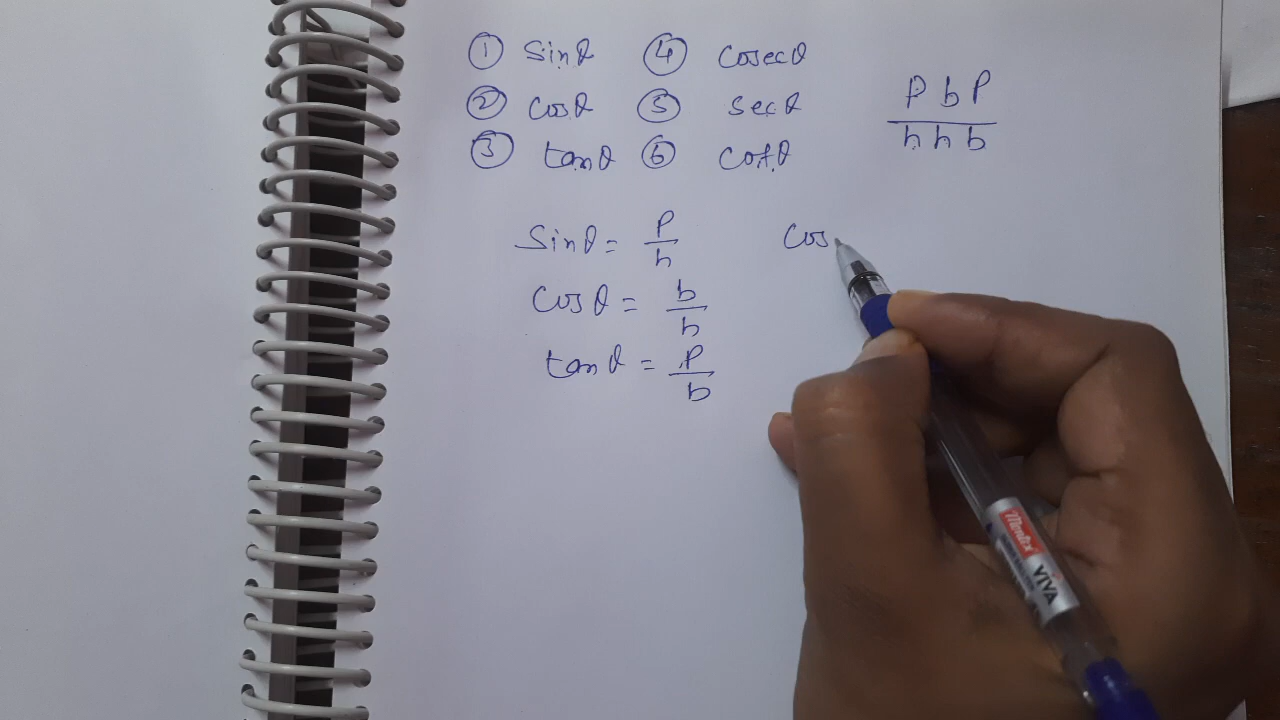 ① Sinθ ④ Cosecθ
② Cosθ ⑤ Secθ
③ tanθ ⑥ Cotθ
P b P
h h b
Sinθ = P/h
Cos
Cosθ = b/h
tanθ = P/b
Montex VIVA